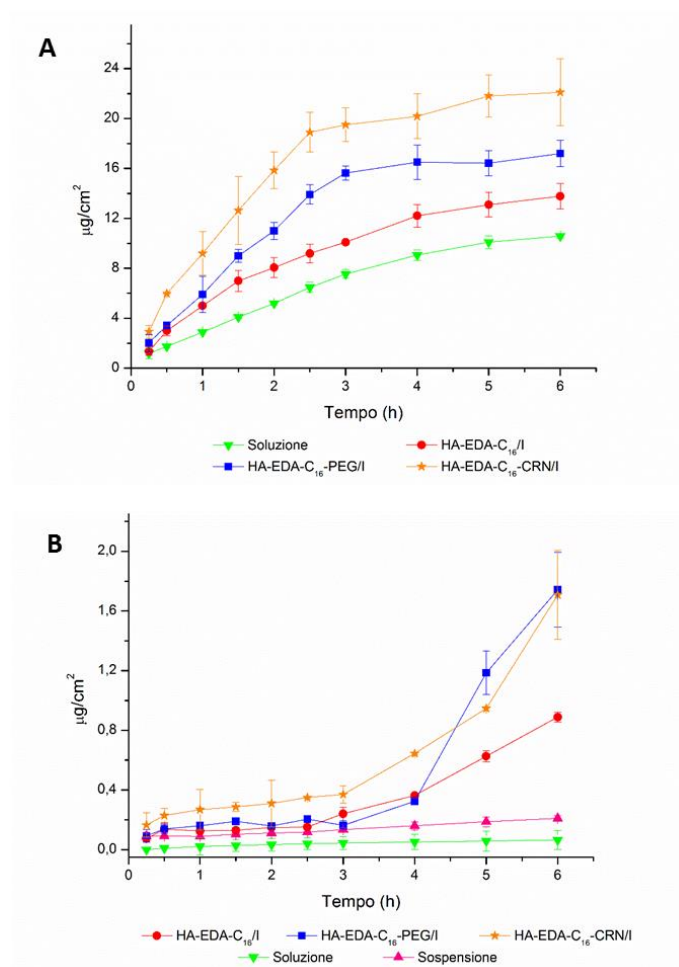 A
24
20
16
12
8
4
0
µg/cm²
0 1 2 3 4 5 6
Tempo (h)
Soluzione HA-EDA-C₁₆/I
HA-EDA-C₁₆-PEG/I HA-EDA-C₁₆-CRN/I
B
2,0
1,6
1,2
0,8
0,4
0,0
µg/cm²
0 1 2 3 4 5 6
Tempo (h)
HA-EDA-C₁₆/I HA-EDA-C₁₆-PEG/I HA-EDA-C₁₆-CRN/I
Soluzione Sospensione